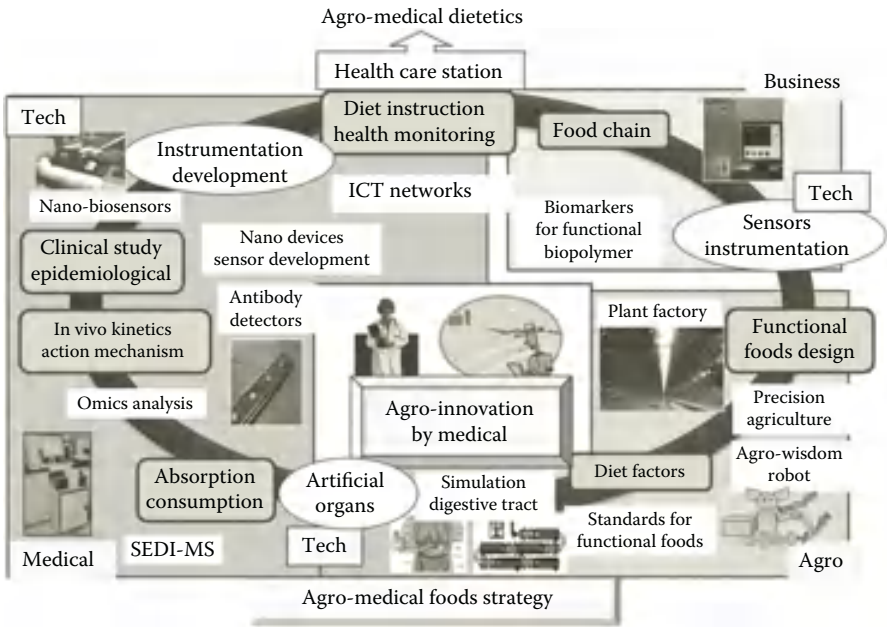 Agro-medical dietetics
Health care station
Business
Tech
Diet instruction
health monitoring
Food chain
Instrumentation
development
Tech
ICT networks
Nano-biosensors
Biomarkers
for functional
biopolymer
Sensors
instrumentation
Clinical study
epidemiological
Nano devices
sensor development
Antibody
detectors
Plant factory
In vivo kinetics
action mechanism
Functional
foods design
Omics analysis
Agro-innovation
by medical
Precision
agriculture
Agro-wisdom
robot
Absorption
consumption
Artificial
organs
Simulation
digestive tract
Diet factors
Standards for
functional foods
Medical
SEDI-MS
Tech
Agro
Agro-medical foods strategy